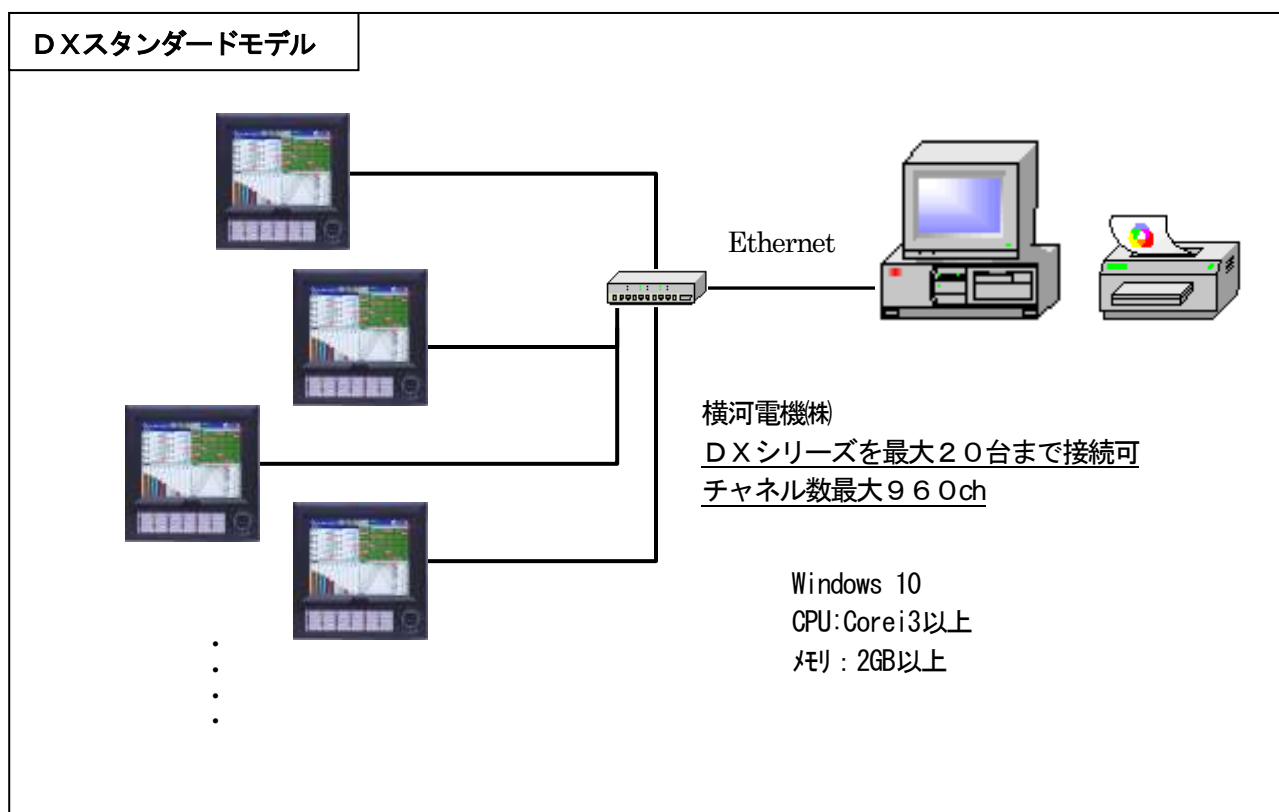 ＤＸスタンダードモデル
Ethernet
横河電機㈱
ＤＸシリーズを最大２０台まで接続可
チャネル数最大９６０ch
Windows 10
CPU:Corei3以上
ﾒﾓﾘ：2GB以上